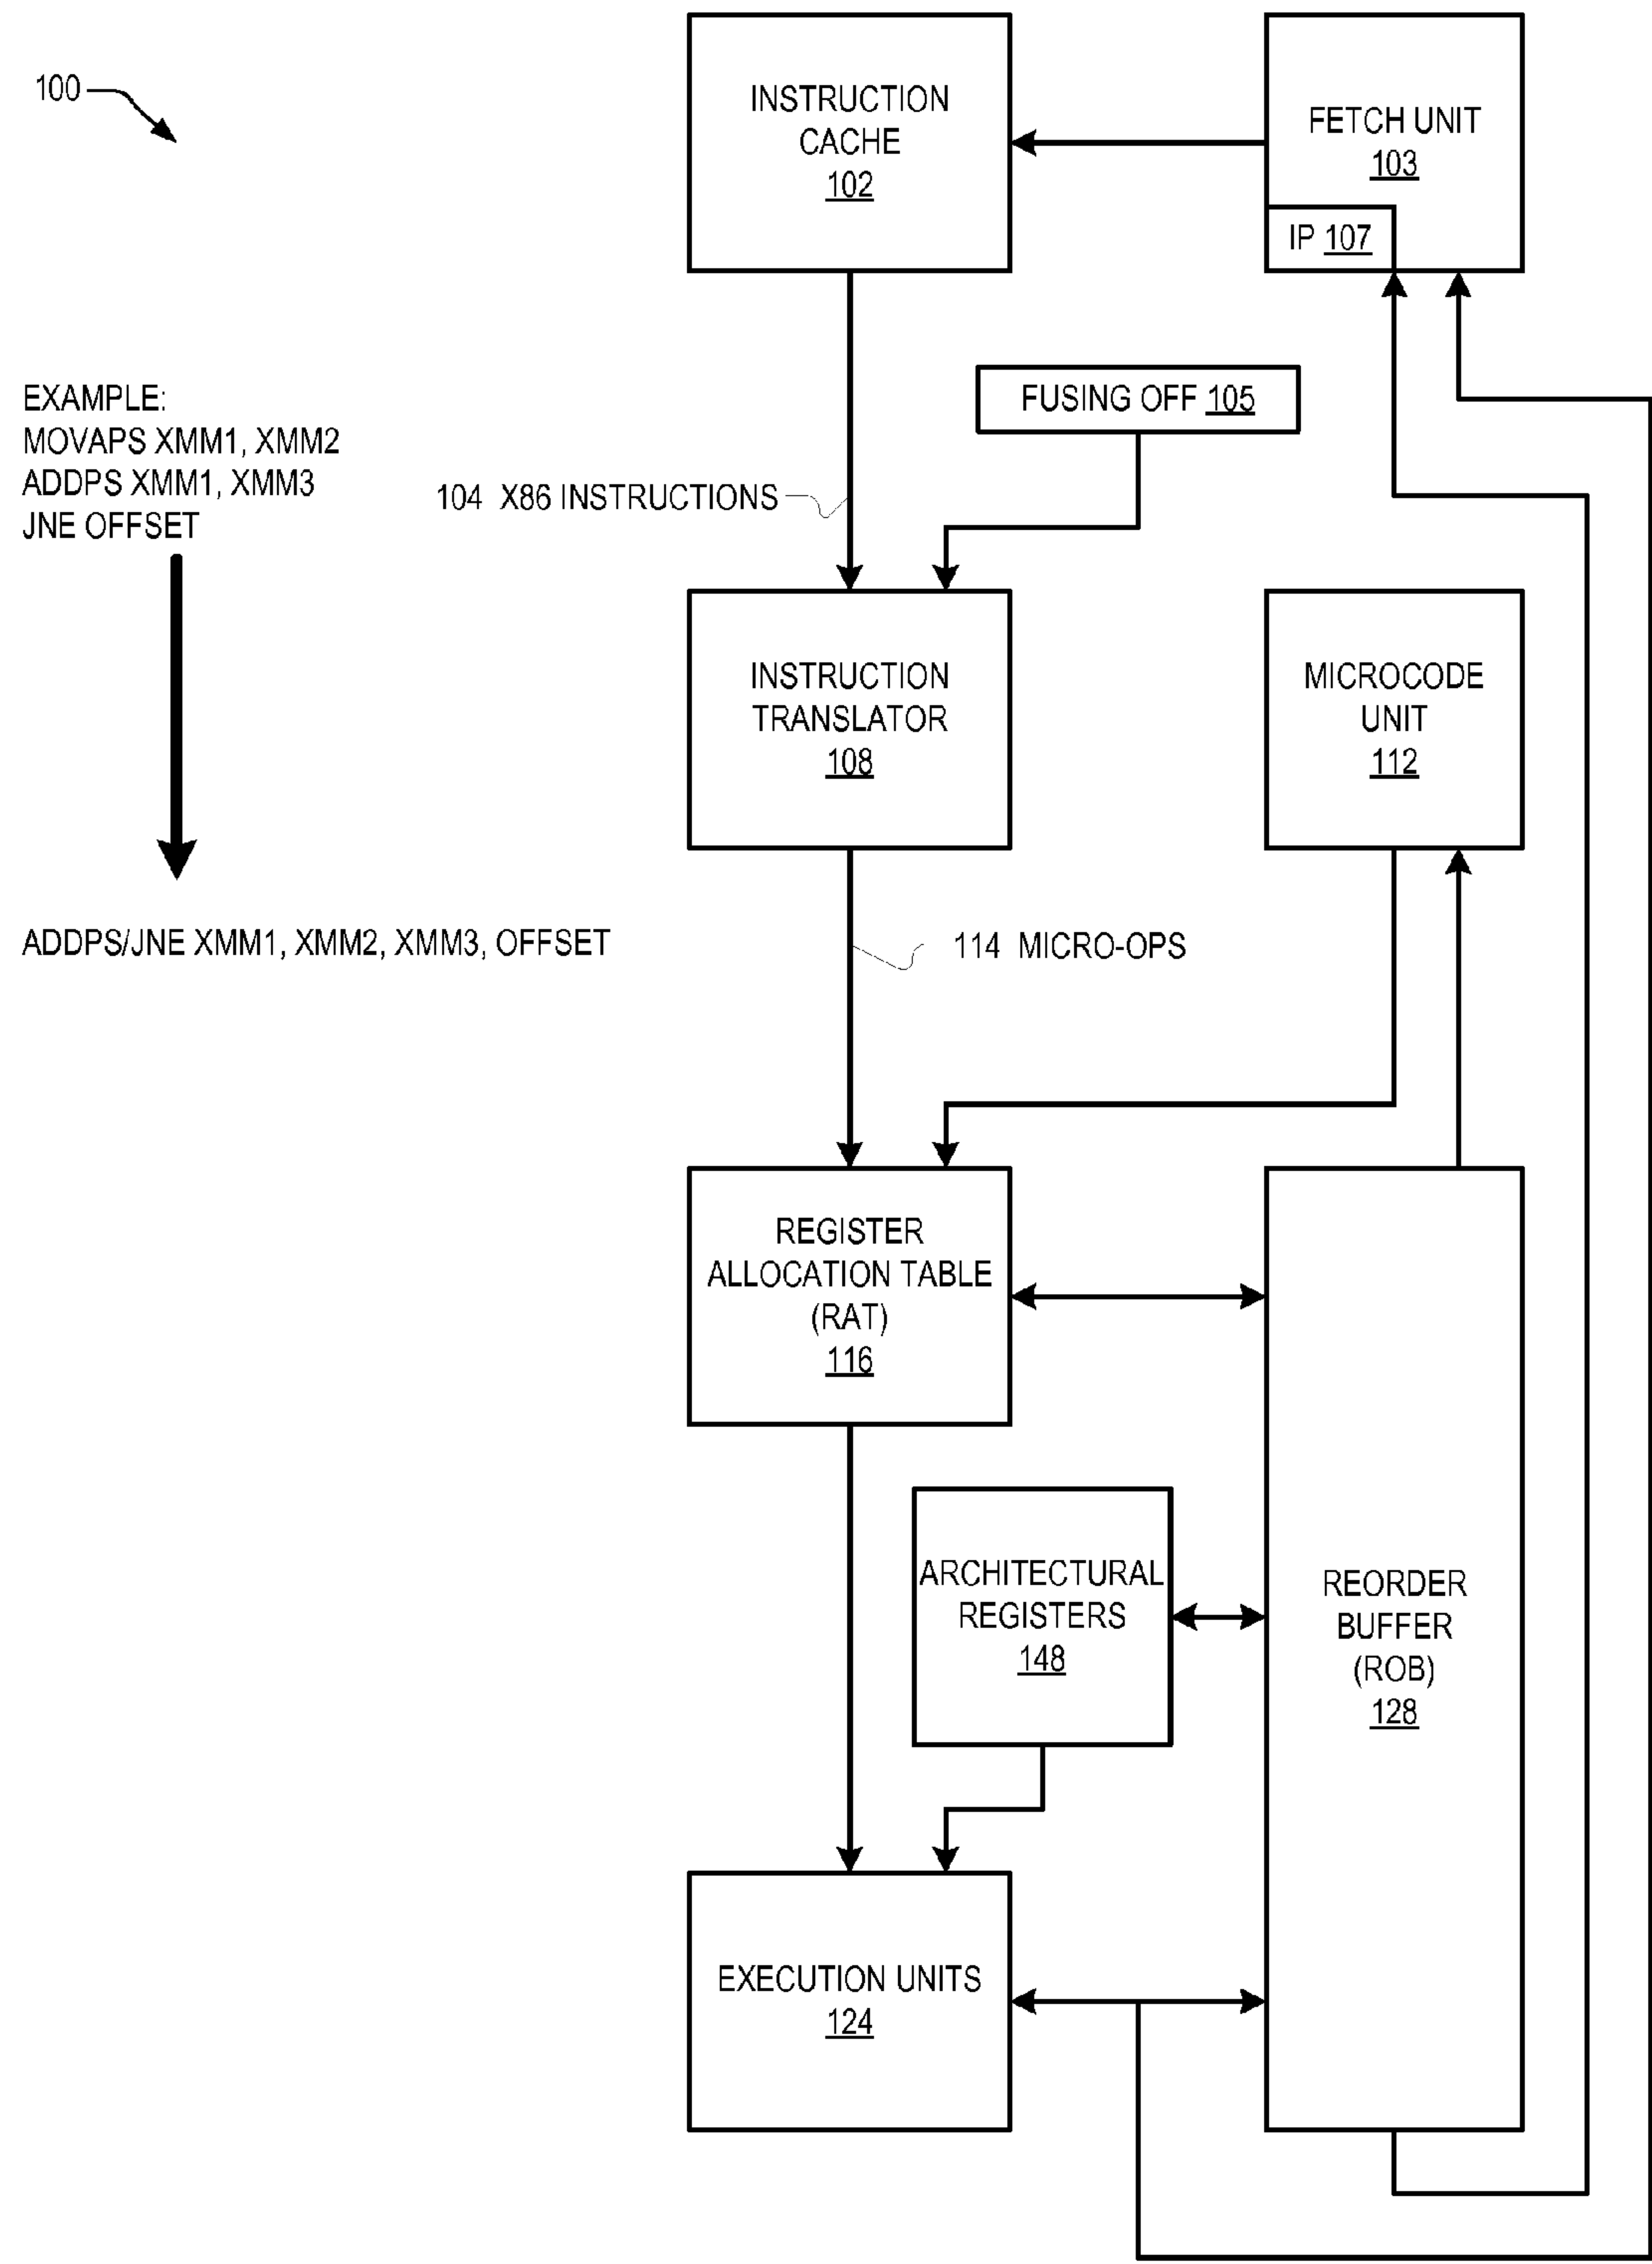 100
INSTRUCTION
CACHE
102
FETCH UNIT
103
IP 107
EXAMPLE:
MOVAPS XMM1, XMM2
ADDPS XMM1, XMM3
JNE OFFSET
FUSING OFF 105
104 X86 INSTRUCTIONS
INSTRUCTION
TRANSLATOR
108
MICROCODE
UNIT
112
ADDPS/JNE XMM1, XMM2, XMM3, OFFSET
114 MICRO-OPS
REGISTER
ALLOCATION TABLE
(RAT)
116
ARCHITECTURAL
REGISTERS
148
REORDER
BUFFER
(ROB)
128
EXECUTION UNITS
124